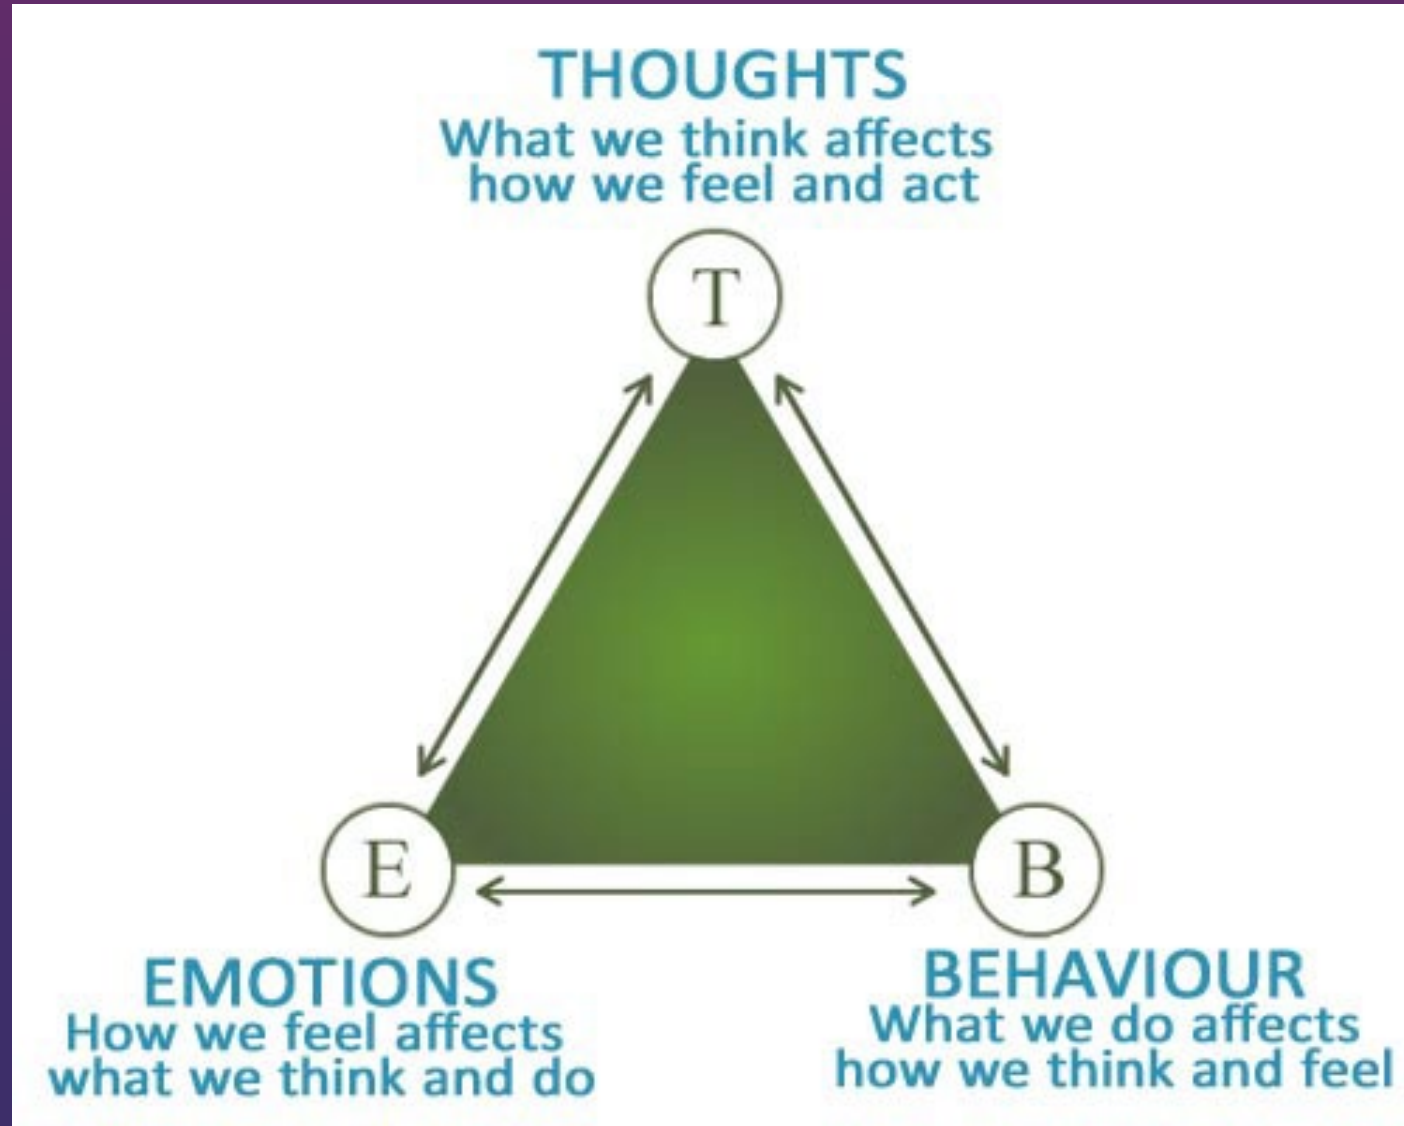 THOUGHTS
What we think affects
how we feel and act
T
E
B
EMOTIONS
How we feel affects
what we think and do
BEHAVIOUR
What we do affects
how we think and feel